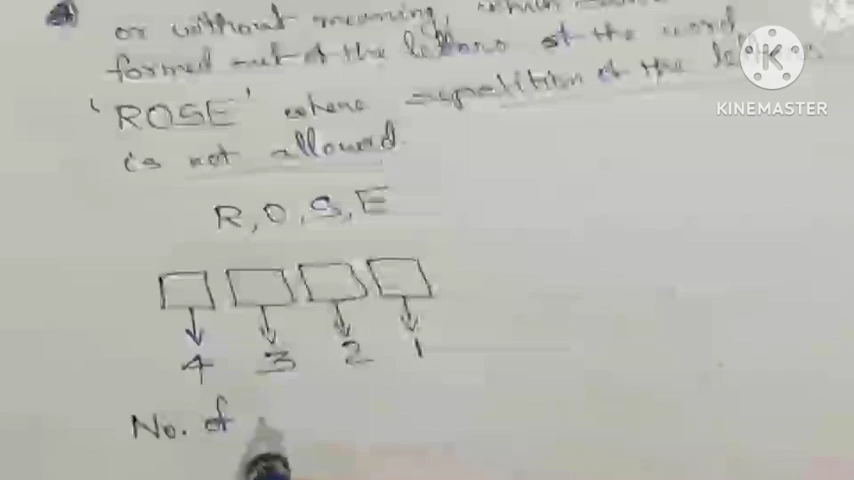 or without meaning, which
formed out of the letters of the word
'ROSE' where repetition of the letters
is not allowed.
R, O, S, E
4 3 2 1
No. of
K
KINEMASTER